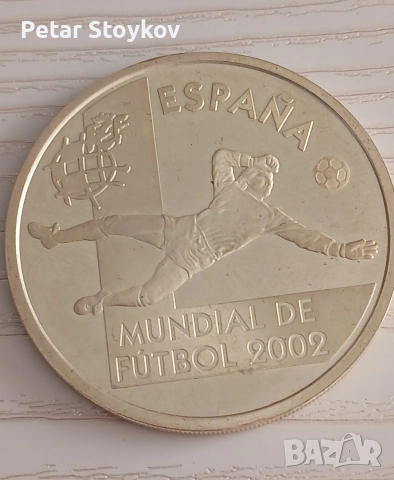 Petar Stoykov
ESPAÑA
MUNDIAL DE
FÚTBOL 2002
BAZAR